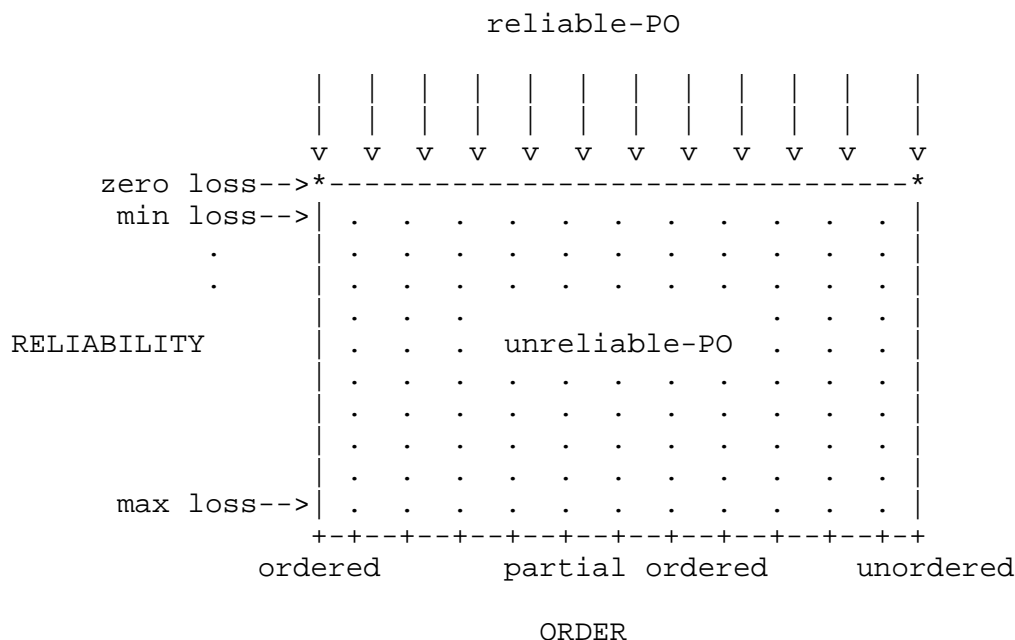 reliable-PO
| | | | | | | | | | | |
| | | | | | | | | | | |
v v v v v v v v v v v v
zero loss-->*---------------------------------*
min loss-->| . . . . . . . . . . . |
. | . . . . . . . . . . . |
. | . . . . . . . . . . . |
| . . . . . . |
RELIABILITY | . . . unreliable-PO . . . |
| . . . . . . . . . . . |
| . . . . . . . . . . . |
| . . . . . . . . . . . |
| . . . . . . . . . . . |
max loss-->| . . . . . . . . . . . |
+-+--+--+--+--+--+--+--+--+--+--+-+
ordered partial ordered unordered
ORDER